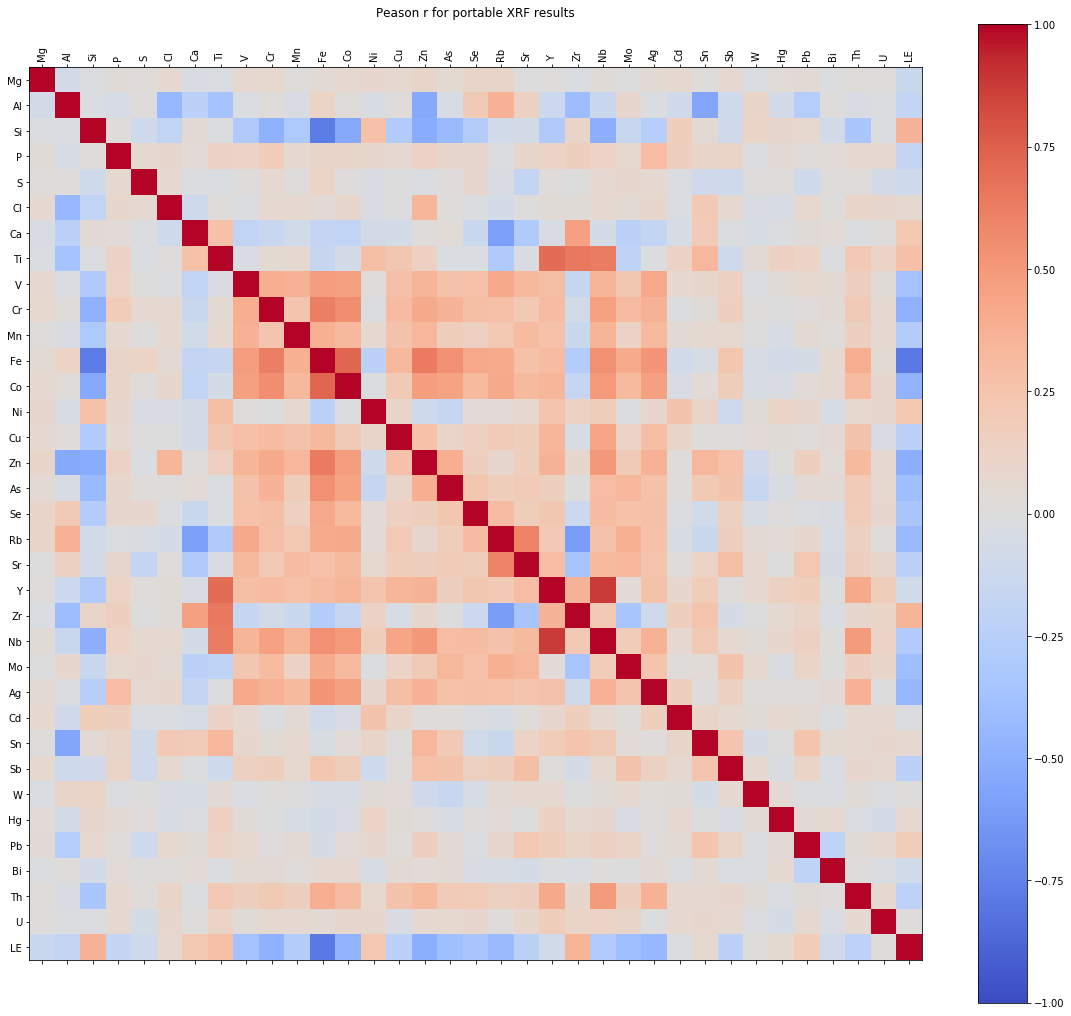 Peason r for portable XRF results
Mg Al Si P S Cl Ca Ti V Cr Mn Fe Co Ni Cu Zn As Se Rb Sr Y Zr Nb Mo Ag Cd Sn Sb W Hg Pb Bi Th U LE
Mg
Al
Si
P
S
Cl
Ca
Ti
V
Cr
Mn
Fe
Co
Ni
Cu
Zn
As
Se
Rb
Sr
Y
Zr
Nb
Mo
Ag
Cd
Sn
Sb
W
Hg
Pb
Bi
Th
U
LE
1.00
0.75
0.50
0.25
0.00
−0.25
−0.50
−0.75
−1.00